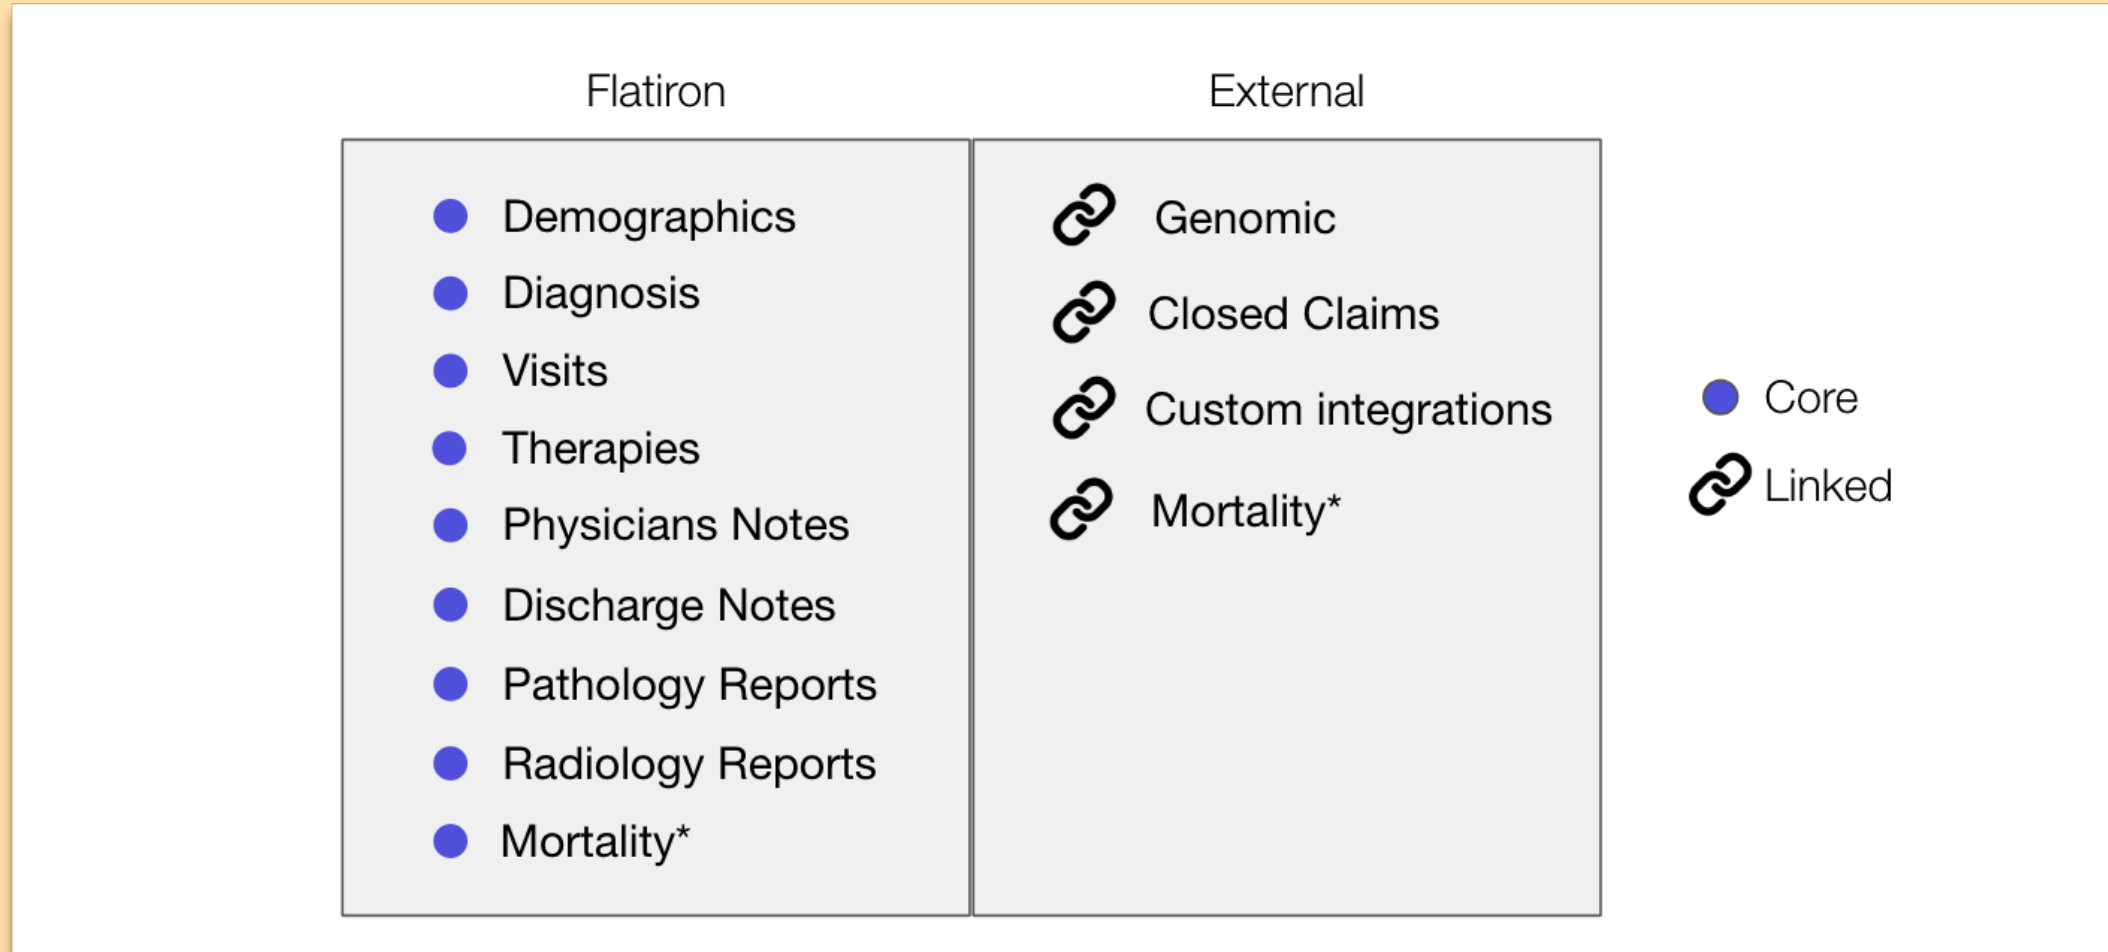 Flatiron
External
Demographics
Diagnosis
Visits
Therapies
Physicians Notes
Discharge Notes
Pathology Reports
Radiology Reports
Mortality*
Genomic
Closed Claims
Custom integrations
Mortality*
Core
Linked